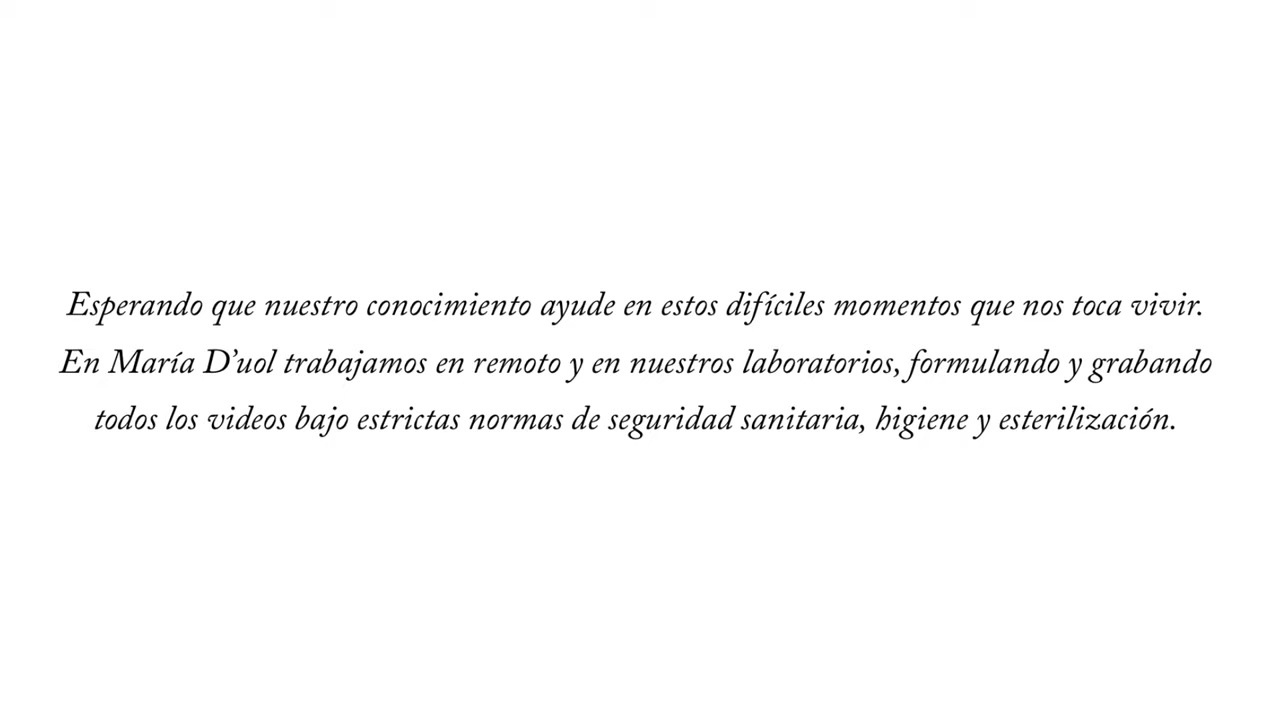 Esperando que nuestro conocimiento ayude en estos difíciles momentos que nos toca vivir.
En María D’uol trabajamos en remoto y en nuestros laboratorios, formulando y grabando
todos los videos bajo estrictas normas de seguridad sanitaria, higiene y esterilización.